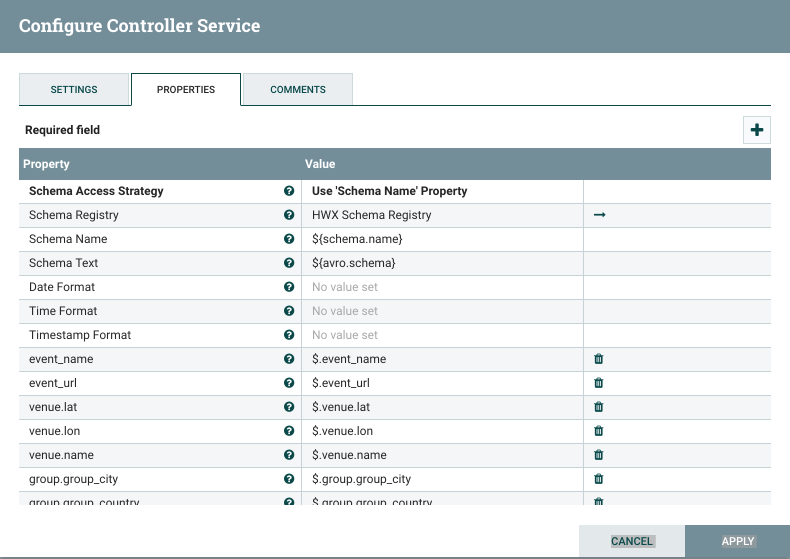 Configure Controller Service
SETTINGS PROPERTIES COMMENTS
Required field
Property Value
Schema Access Strategy Use 'Schema Name' Property
Schema Registry HWX Schema Registry
Schema Name ${schema.name}
Schema Text ${avro.schema}
Date Format No value set
Time Format No value set
Timestamp Format No value set
event_name $.event_name
event_url $.event_url
venue.lat $.venue.lat
venue.lon $.venue.lon
venue.name $.venue.name
group.group_city $.group.group_city
group.group_country $.group.group_country
CANCEL APPLY